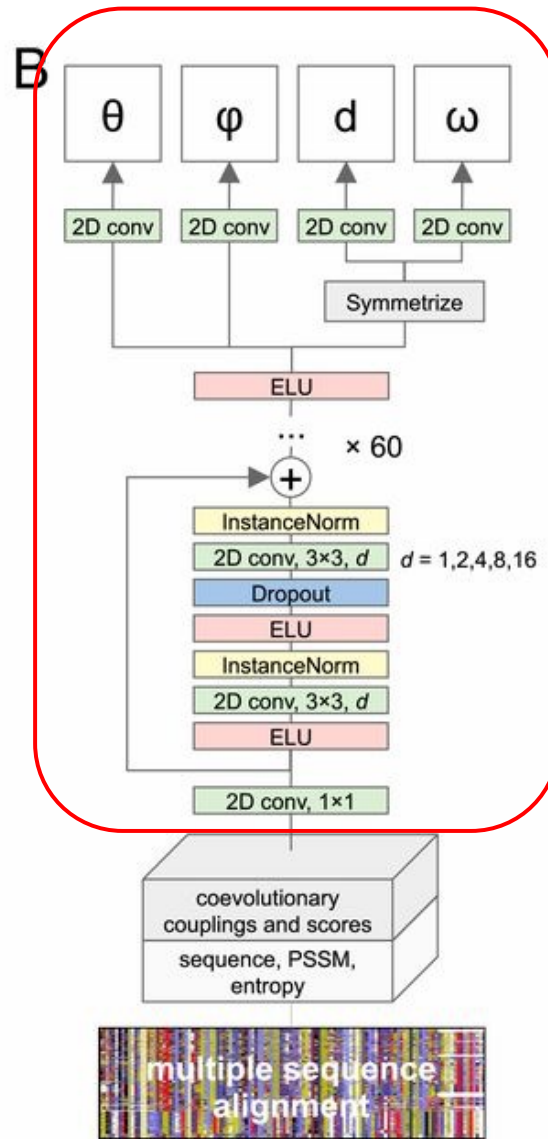 B
θ φ d ω
2D conv 2D conv 2D conv 2D conv
Symmetrize
ELU
...
× 60
+
InstanceNorm
2D conv, 3×3, d d = 1,2,4,8,16
Dropout
ELU
InstanceNorm
2D conv, 3×3, d
ELU
2D conv, 1×1
coevolutionary
couplings and scores
sequence, PSSM,
entropy
multiple sequence
alignment